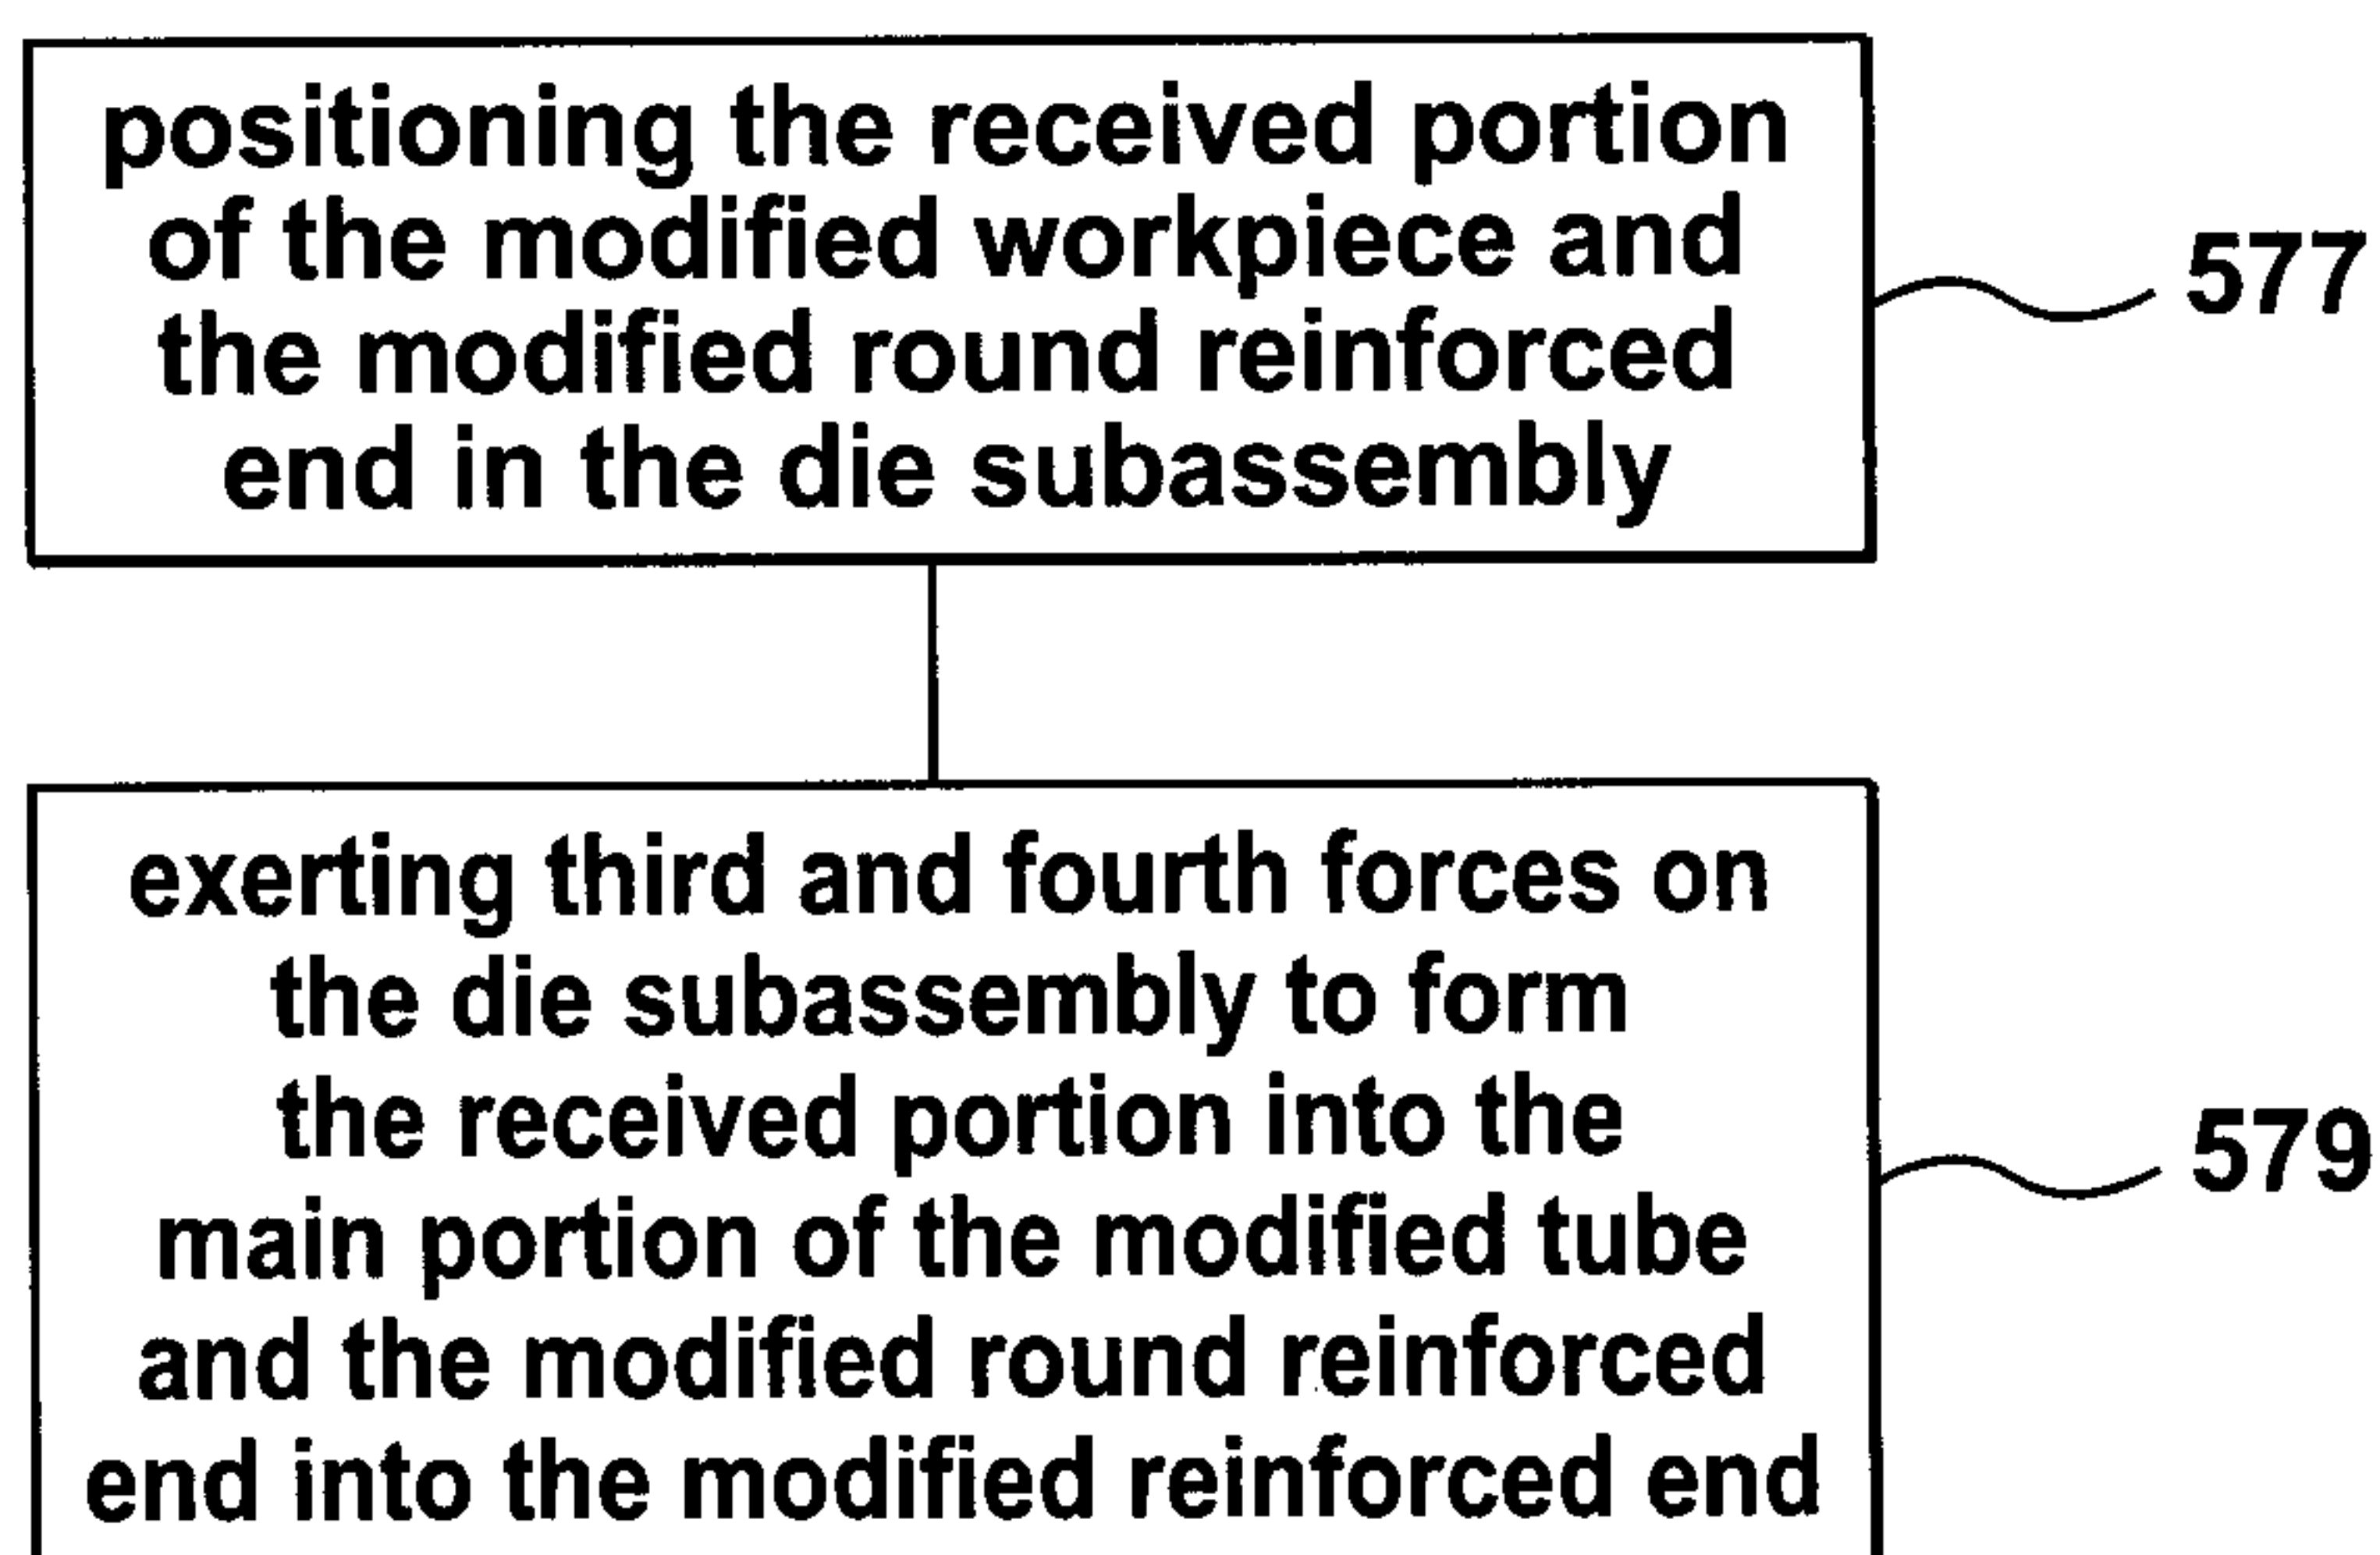 positioning the received portion
of the modified workpiece and
the modified round reinforced
end in the die subassembly
577
exerting third and fourth forces on
the die subassembly to form
the received portion into the
main portion of the modified tube
and the modified round reinforced
end into the modified reinforced end
579